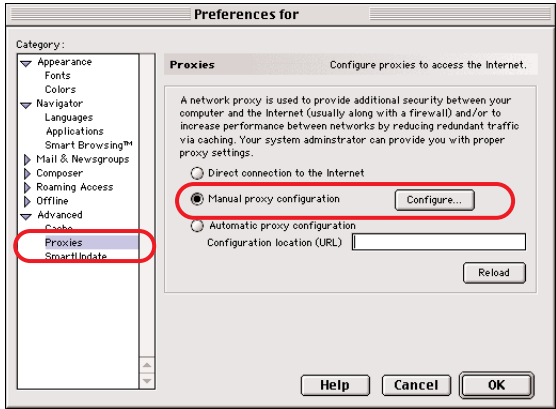 Preferences for
Category:
Appearance
Fonts
Colors
Navigator
Languages
Applications
Smart Browsing™
Mail & Newsgroups
Composer
Roaming Access
Offline
Advanced
Cache
Proxies
SmartUpdate
Proxies Configure proxies to access the Internet.
A network proxy is used to provide additional security between your
computer and the Internet (usually along with a firewall) and/or to
increase performance between networks by reducing redundant traffic
via caching. Your system adminstrator can provide you with proper
proxy settings.
Direct connection to the Internet
Manual proxy configuration Configure...
Automatic proxy configuration
Configuration location (URL)
Reload
Help Cancel OK